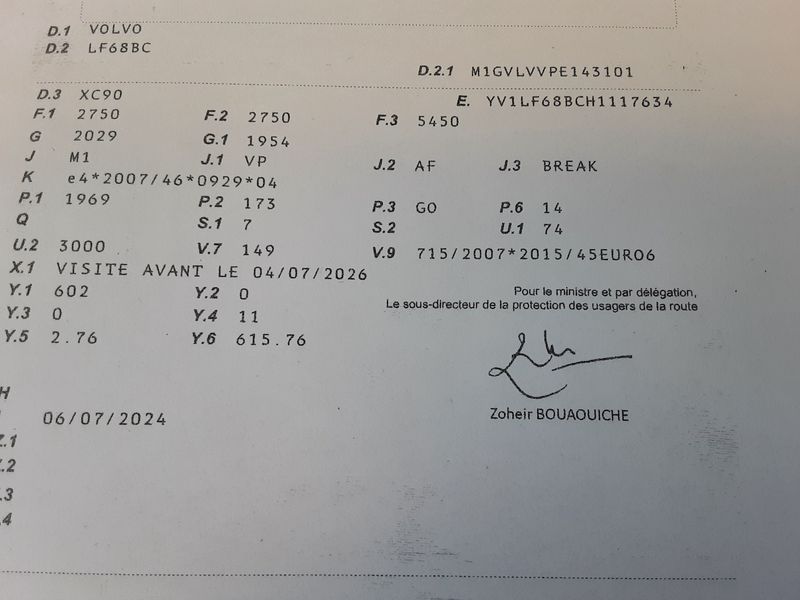 D.1 VOLVO
D.2 LF68BC
D.2.1 M1GVLVVPE143101
D.3 XC90
E. YV1LF68BCH1117634
F.1 2750 F.2 2750 F.3 5450
G 2029 G.1 1954
J M1 J.1 VP J.2 AF J.3 BREAK
K e4*2007/46*0929*04
P.1 1969 P.2 173 P.3 GO P.6 14
Q S.1 7 S.2 U.1 74
U.2 3000 V.7 149 V.9 715/2007*2015/45EURO6
X.1 VISITE AVANT LE 04/07/2026
Y.1 602 Y.2 0
Y.3 0 Y.4 11
Y.5 2.76 Y.6 615.76
Pour le ministre et par délégation,
Le sous-directeur de la protection des usagers de la route
Zoheir BOUAOUICHE
H
06/07/2024
.1
.2
.3
.4